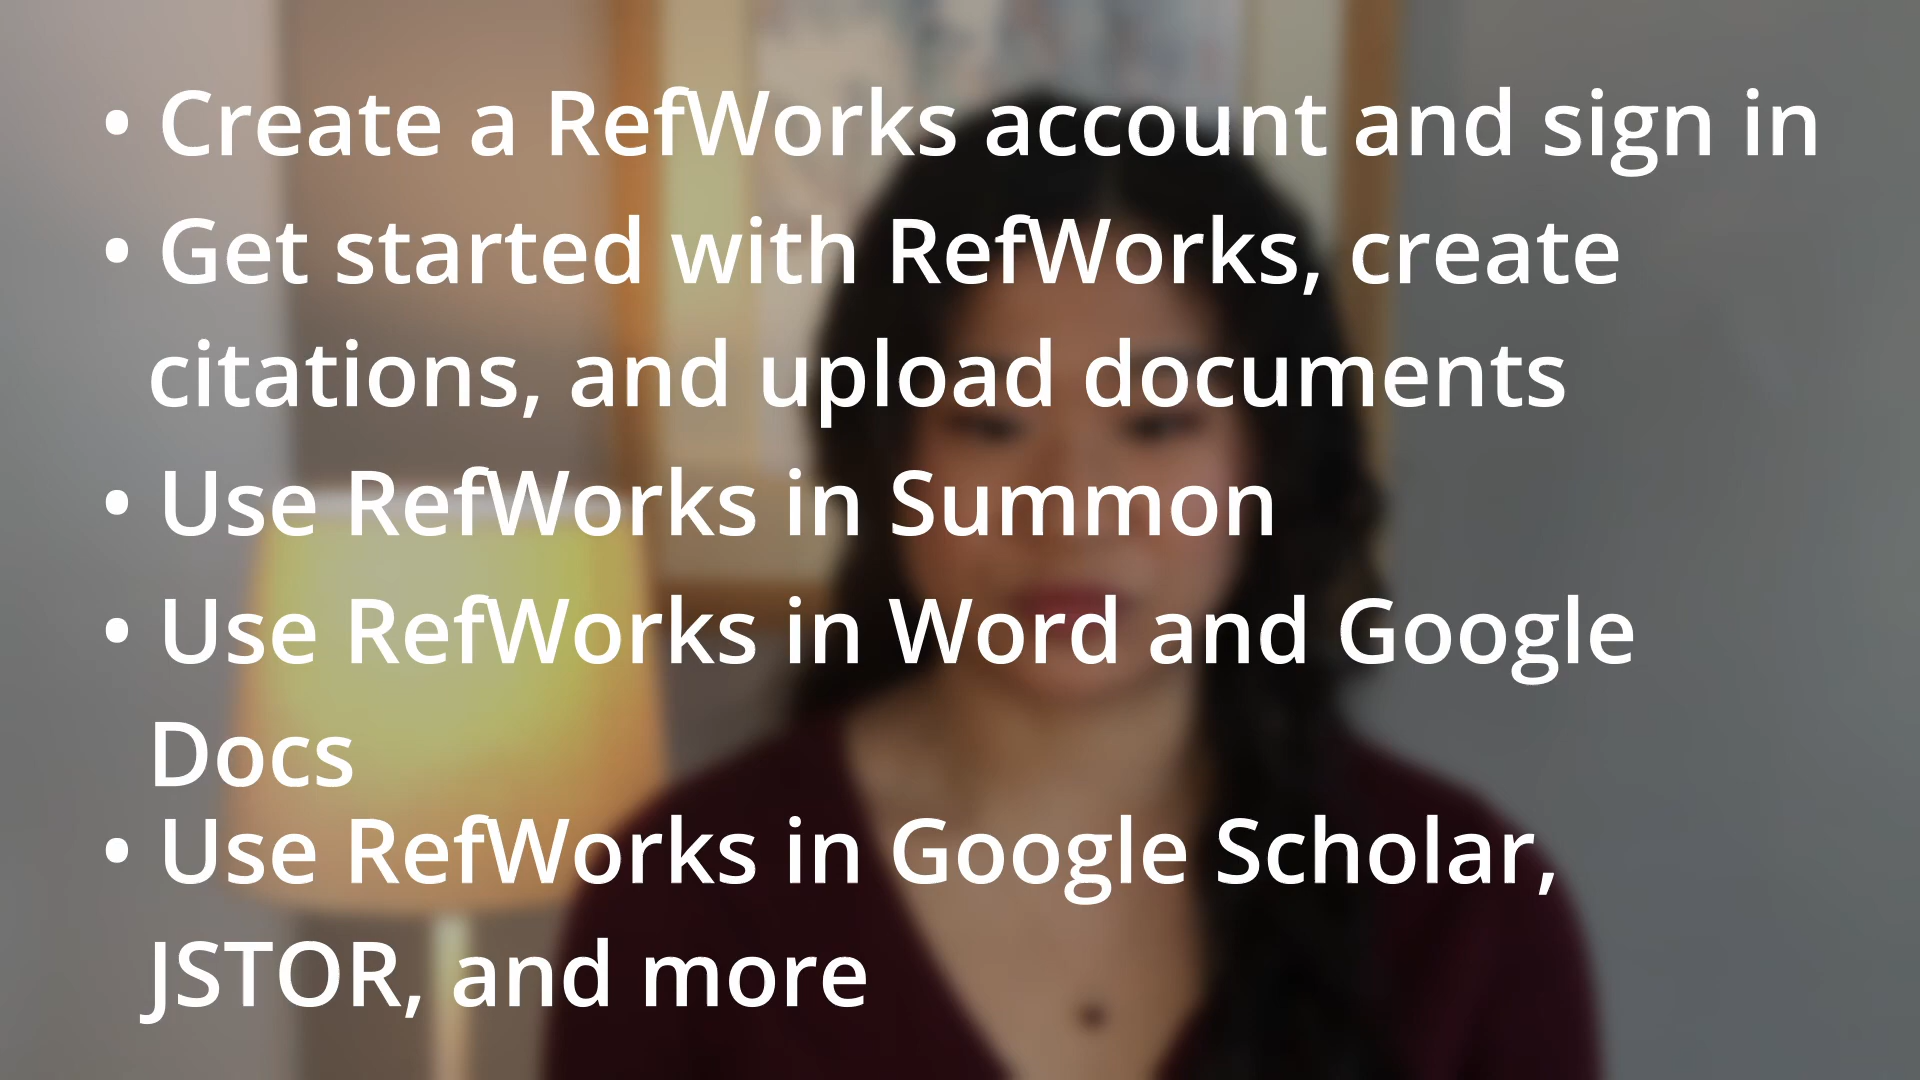 • Create a RefWorks account and sign in
• Get started with RefWorks, create
citations, and upload documents
• Use RefWorks in Summon
• Use RefWorks in Word and Google
Docs
• Use RefWorks in Google Scholar,
JSTOR, and more